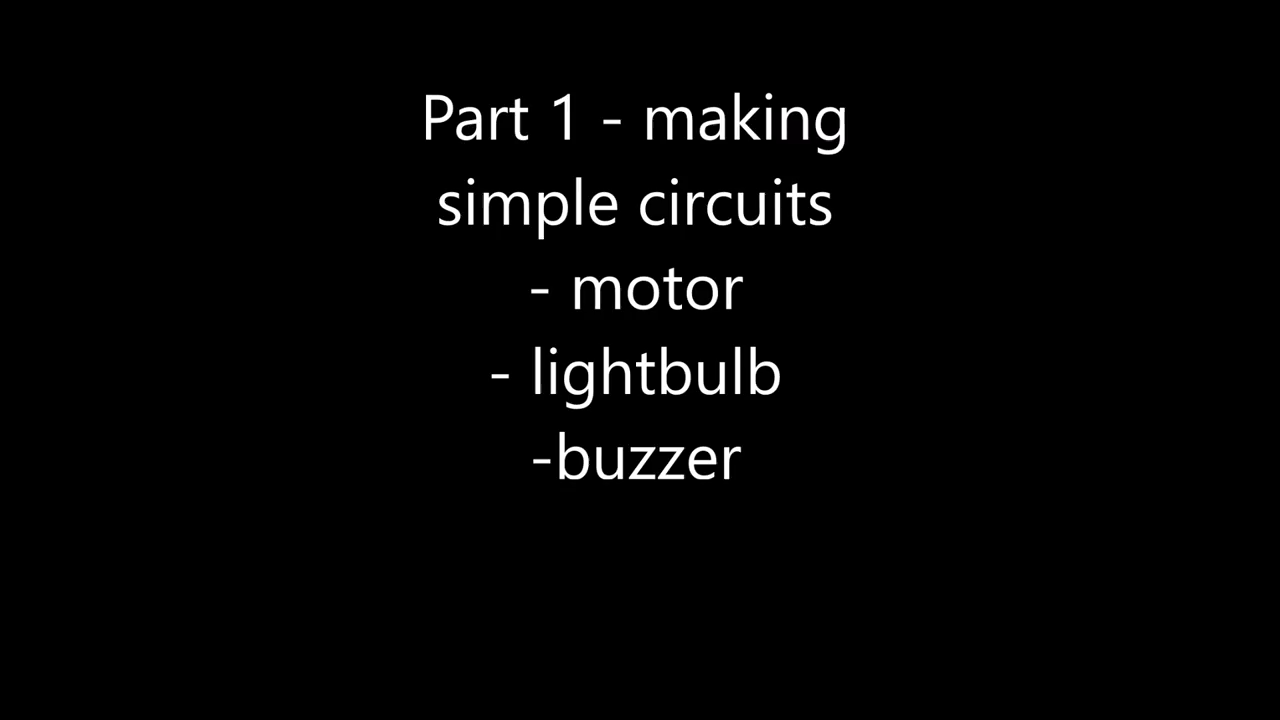 Part 1 - making
simple circuits
- motor
- lightbulb
-buzzer